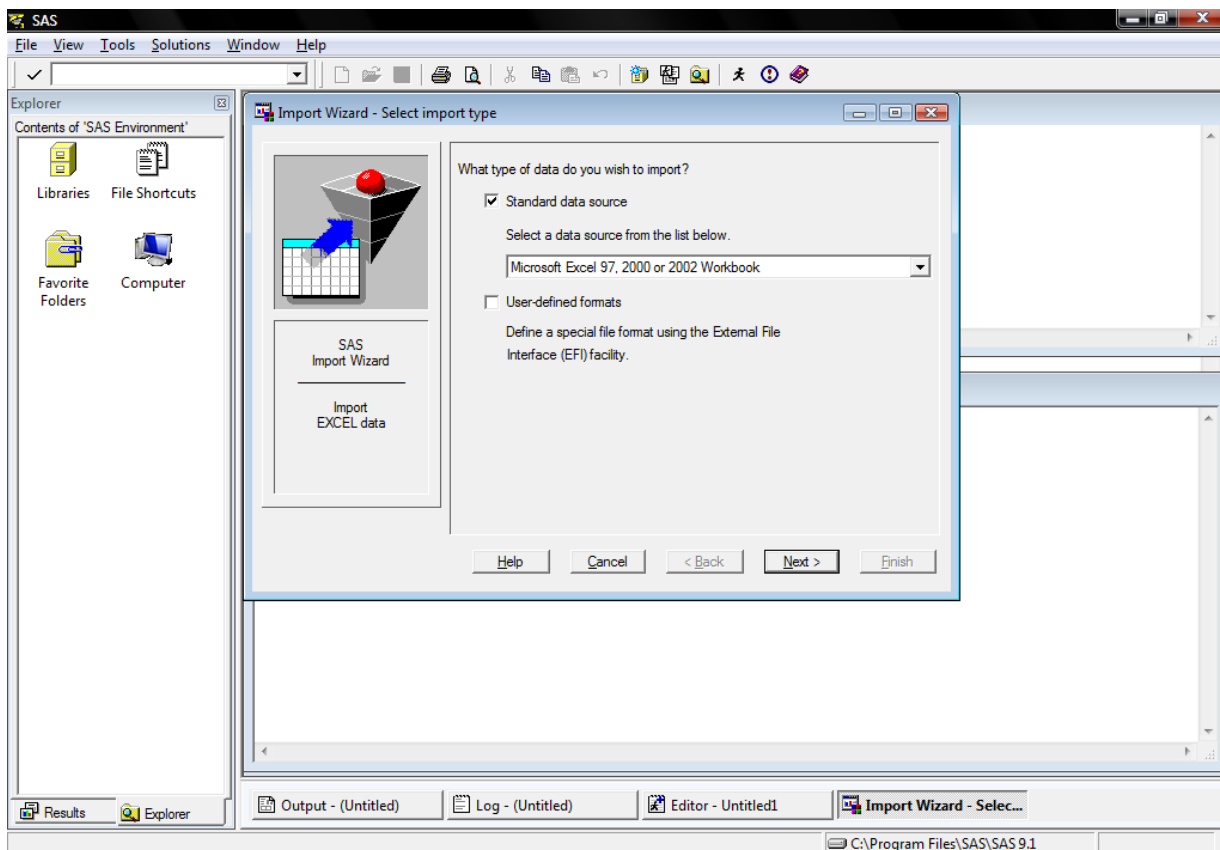 SAS
File View Tools Solutions Window Help
Explorer
Contents of 'SAS Environment'
Libraries File Shortcuts
Favorite Folders Computer
Import Wizard - Select import type
SAS
Import Wizard
Import
EXCEL data
What type of data do you wish to import?
Standard data source
Select a data source from the list below.
Microsoft Excel 97, 2000 or 2002 Workbook
User-defined formats
Define a special file format using the External File
Interface (EFI) facility.
Help Cancel < Back Next > Finish
Results Explorer
Output - (Untitled) Log - (Untitled) Editor - Untitled1 Import Wizard - Selec...
C:\Program Files\SAS\SAS 9.1